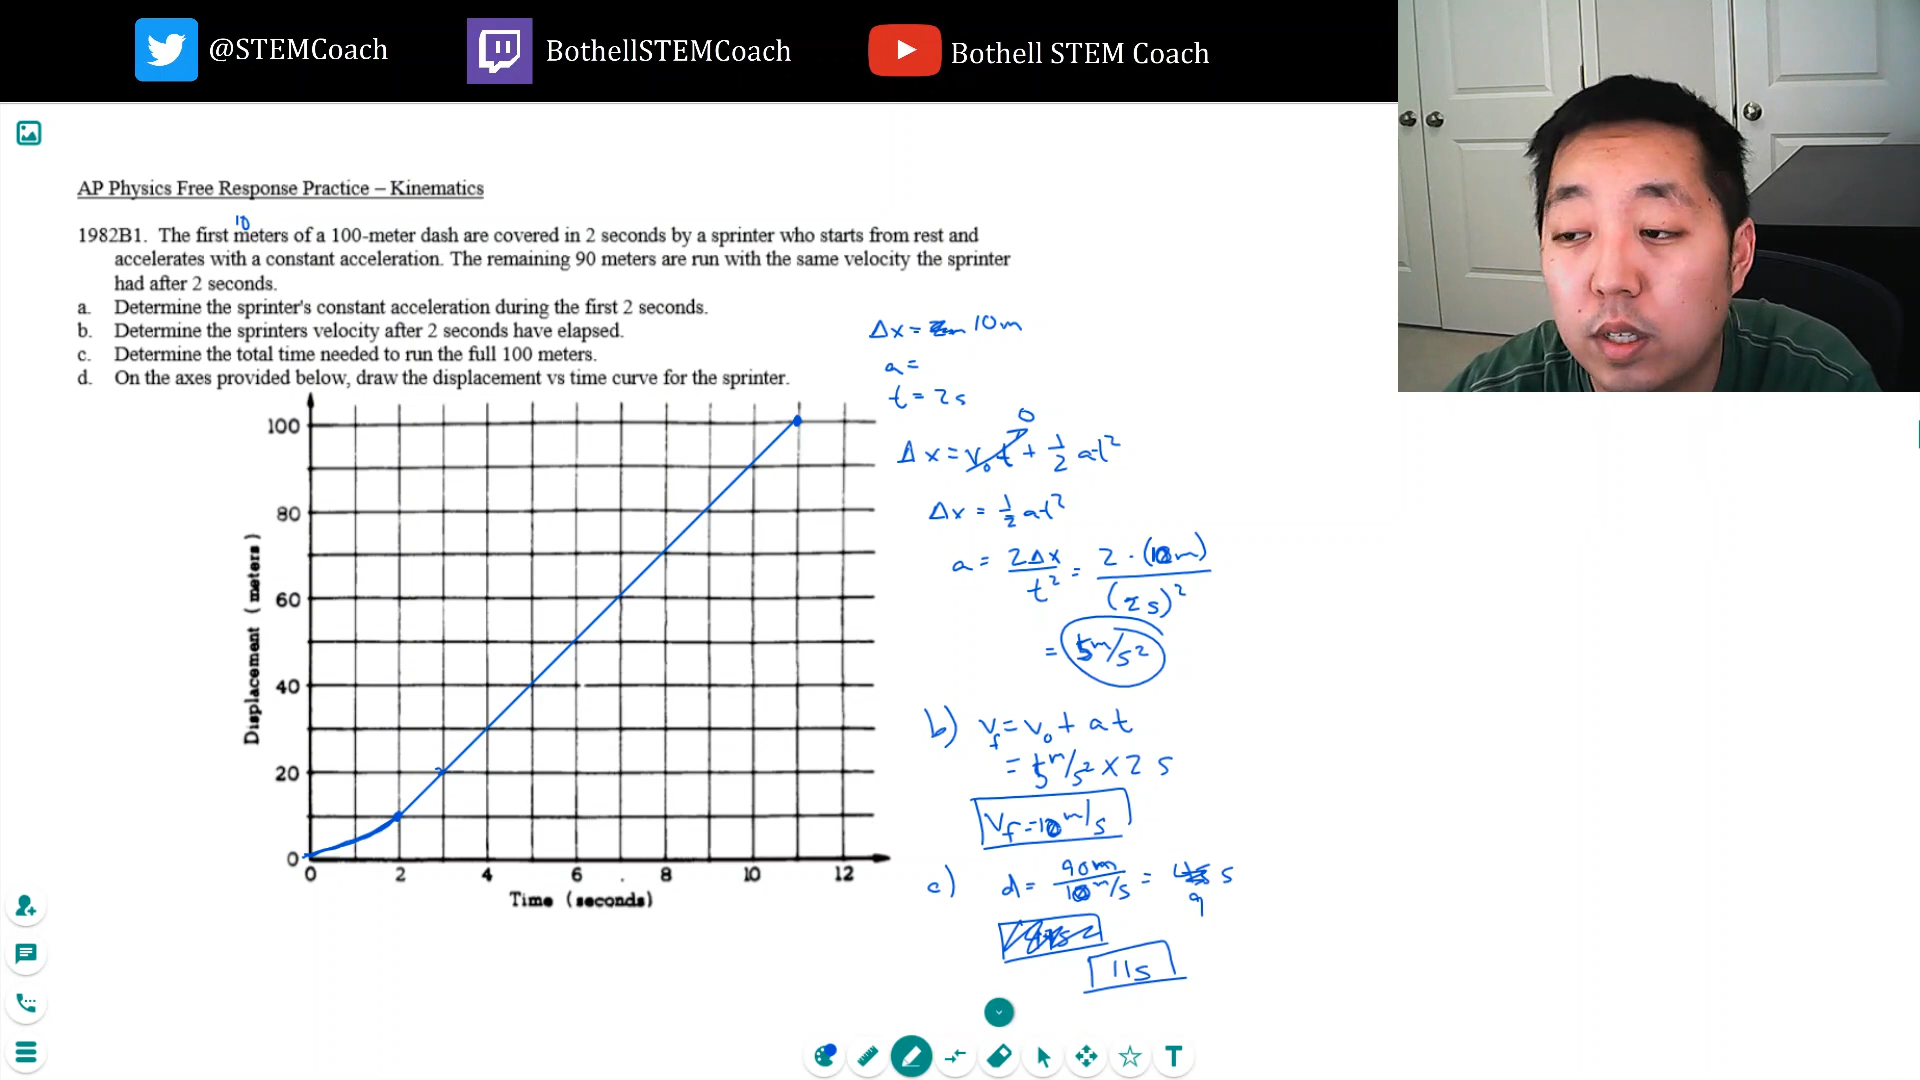 @STEMCoach
BothellSTEMCoach
Bothell STEM Coach
AP Physics Free Response Practice – Kinematics
10
1982B1. The first meters of a 100-meter dash are covered in 2 seconds by a sprinter who starts from rest and
accelerates with a constant acceleration. The remaining 90 meters are run with the same velocity the sprinter
had after 2 seconds.
a. Determine the sprinter's constant acceleration during the first 2 seconds.
b. Determine the sprinters velocity after 2 seconds have elapsed.
c. Determine the total time needed to run the full 100 meters.
d. On the axes provided below, draw the displacement vs time curve for the sprinter.
Displacement (meters)
100
80
60
40
20
0
0 2 4 6 8 10 12
Time (seconds)
Δx = 10m
a =
t = 2s
0
Δx = v₀t + 1/2 at²
Δx = 1/2 at²
a = 2Δx/t² = 2·(10m)/(2s)²
= 5m/s²
b) vf = v₀ + at
= 5m/s² × 2 s
Vf = 10m/s
c) d = 90m/10m/s = s
9
11s
T